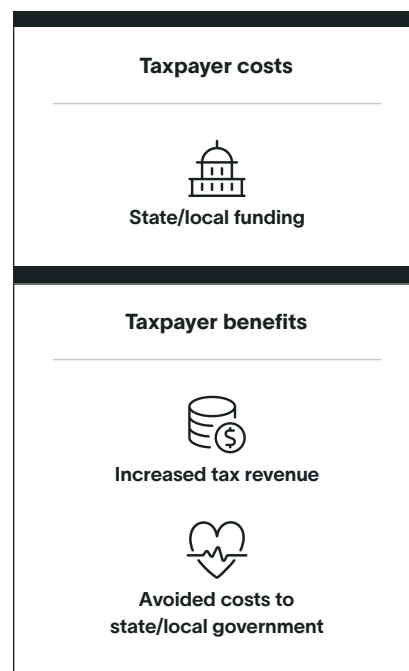 Taxpayer costs
State/local funding
Taxpayer benefits
Increased tax revenue
Avoided costs to
state/local government